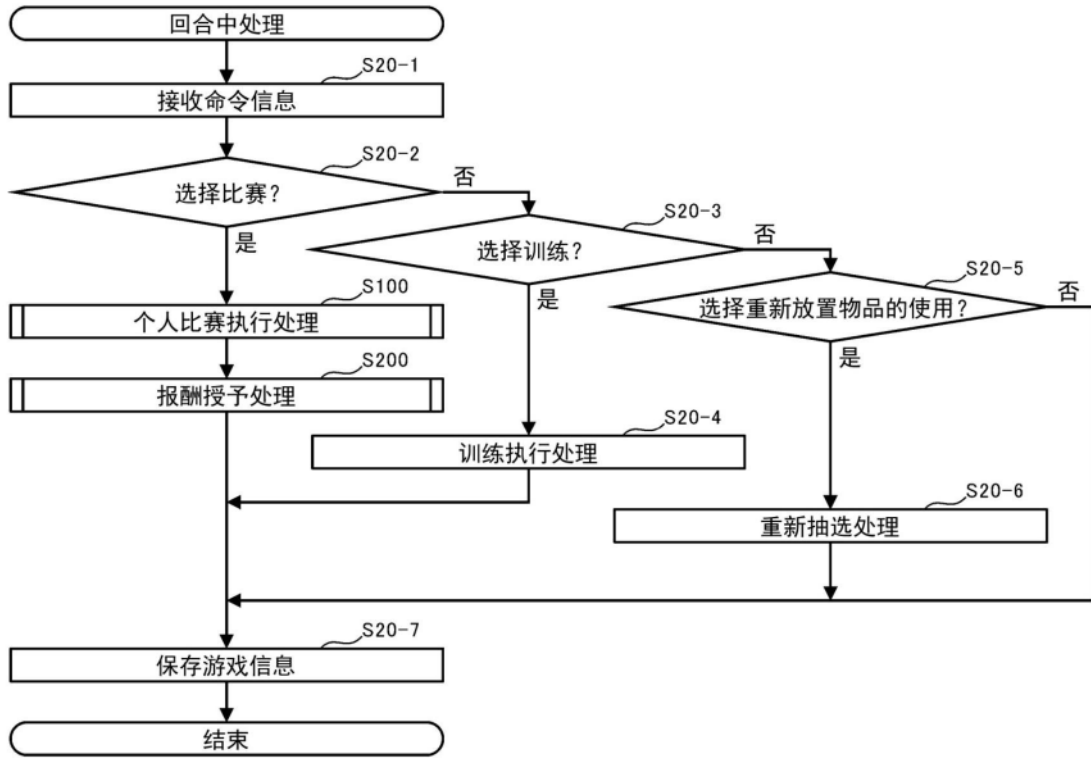 回合中处理
S20-1
接收命令信息
S20-2
选择比赛?
否
是
S20-3
选择训练?
否
是
S20-5
选择重新放置物品的使用?
否
是
S100
个人比赛执行处理
S200
报酬授予处理
S20-4
训练执行处理
S20-6
重新抽选处理
S20-7
保存游戏信息
结束